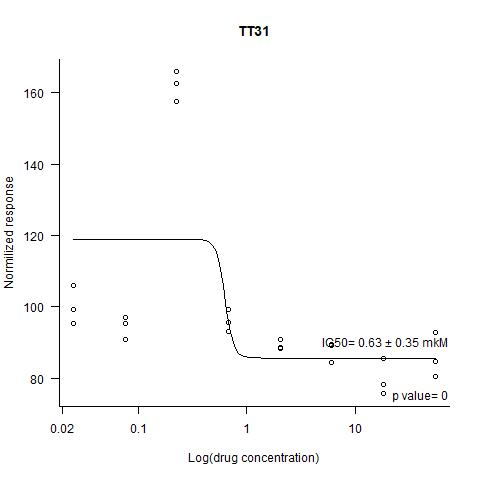 TT31
Normilized response
160
140
120
100
80
IC50= 0.63 ± 0.35 mkM
p value= 0
0.02 0.1 1 10
Log(drug concentration)